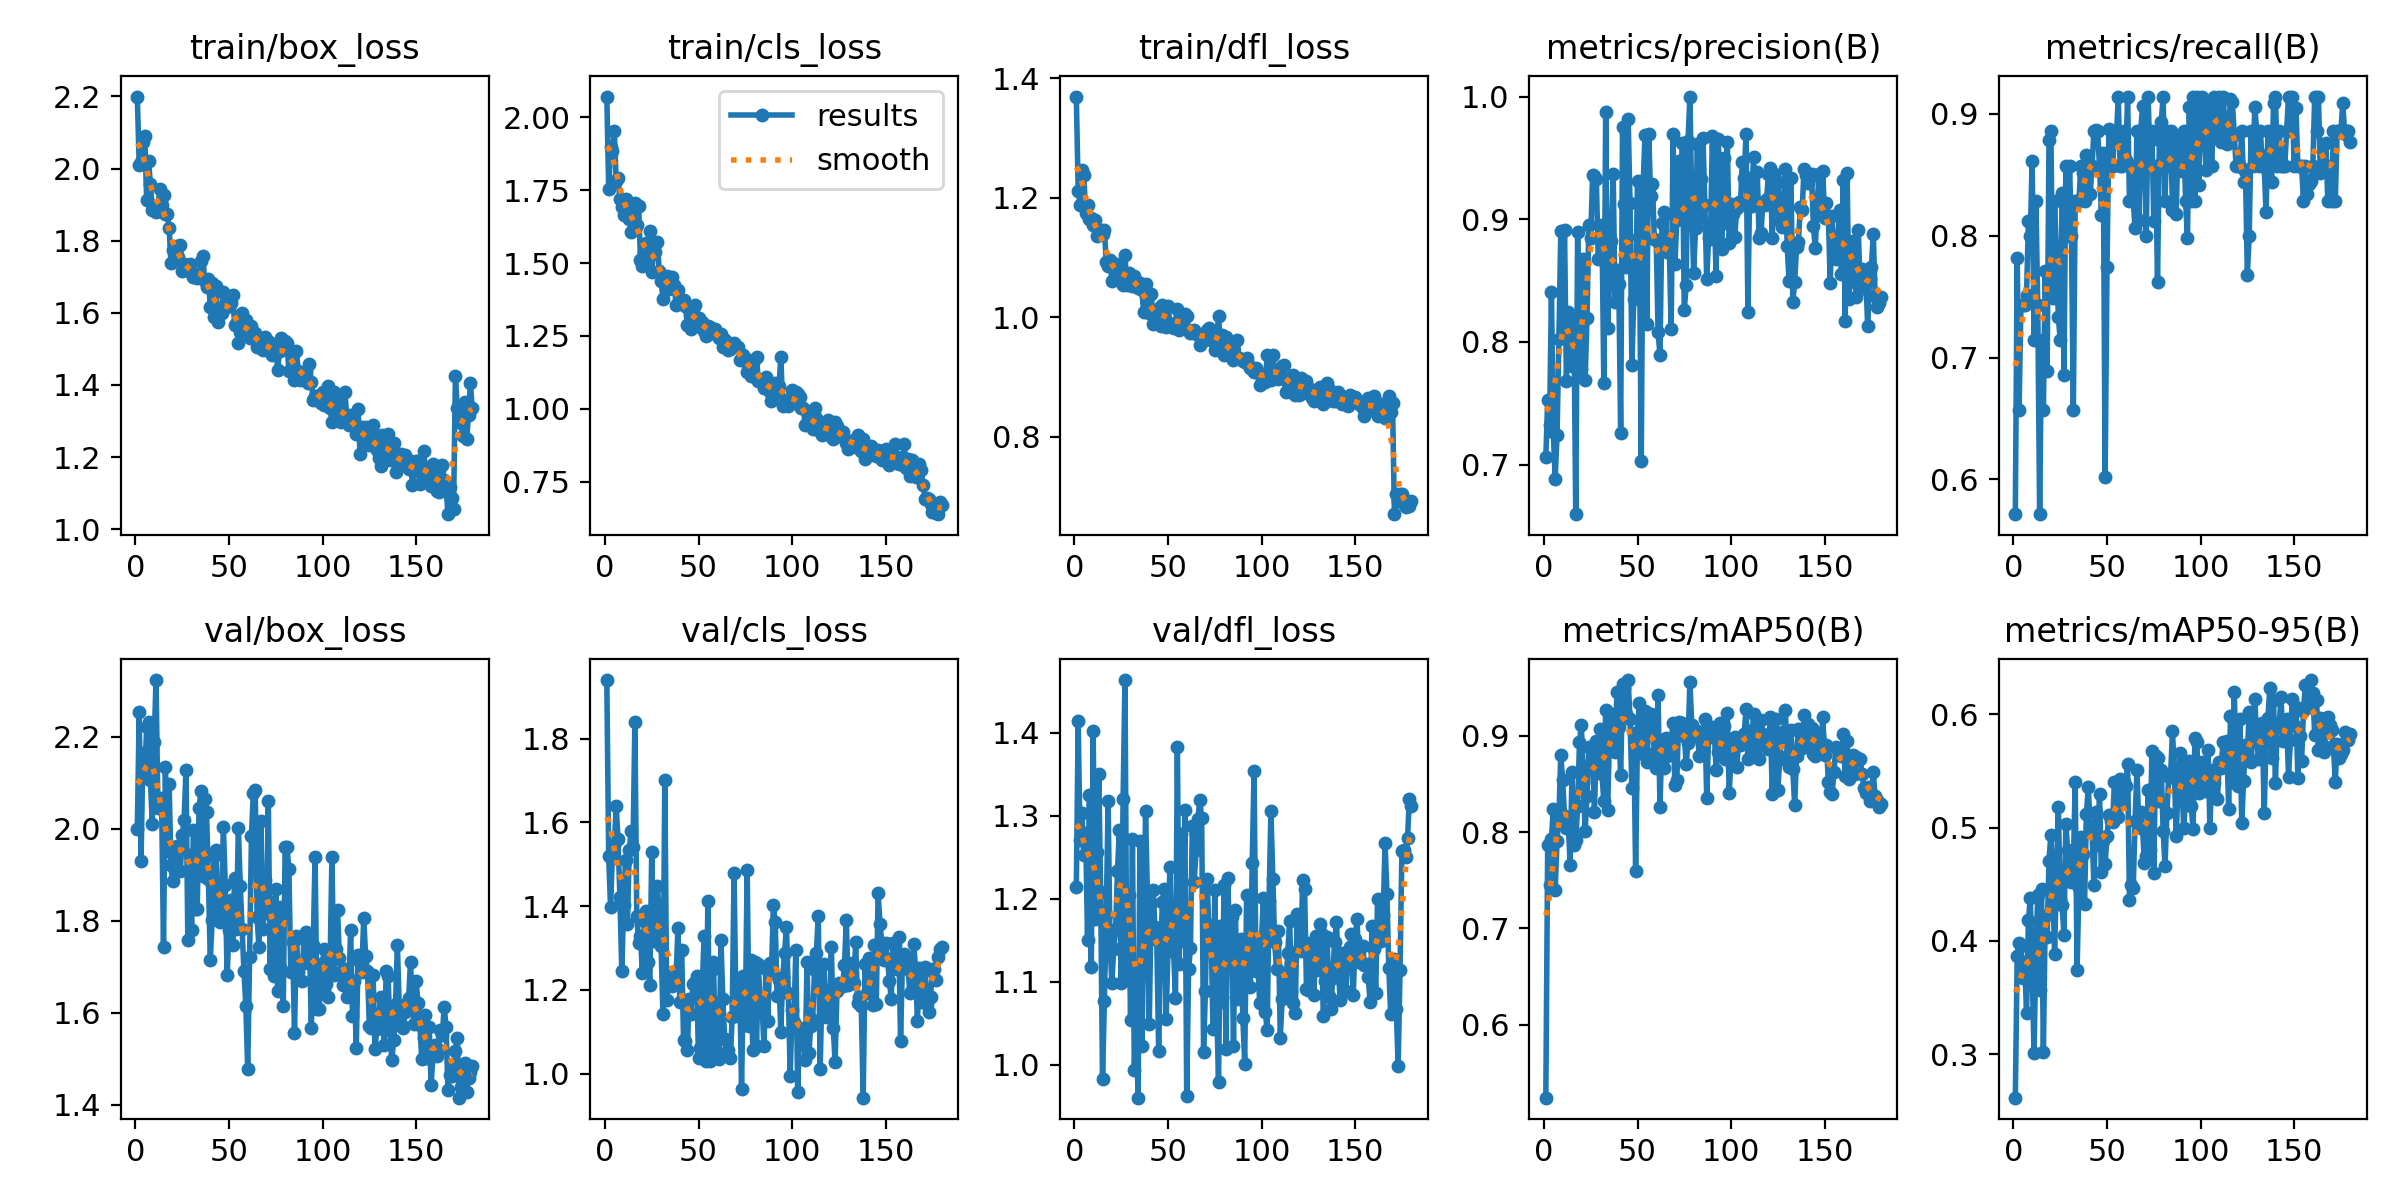 train/box_loss
train/cls_loss
train/dfl_loss
metrics/precision(B)
metrics/recall(B)
2.2
2.0
1.8
1.6
1.4
1.2
1.0
0 50 100 150
2.00
1.75
1.50
1.25
1.00
0.75
0 50 100 150
results
smooth
1.4
1.2
1.0
0.8
0 50 100 150
1.0
0.9
0.8
0.7
0 50 100 150
0.9
0.8
0.7
0.6
0 50 100 150
val/box_loss
val/cls_loss
val/dfl_loss
metrics/mAP50(B)
metrics/mAP50-95(B)
2.2
2.0
1.8
1.6
1.4
0 50 100 150
1.8
1.6
1.4
1.2
1.0
0 50 100 150
1.4
1.3
1.2
1.1
1.0
0 50 100 150
0.9
0.8
0.7
0.6
0 50 100 150
0.6
0.5
0.4
0.3
0 50 100 150